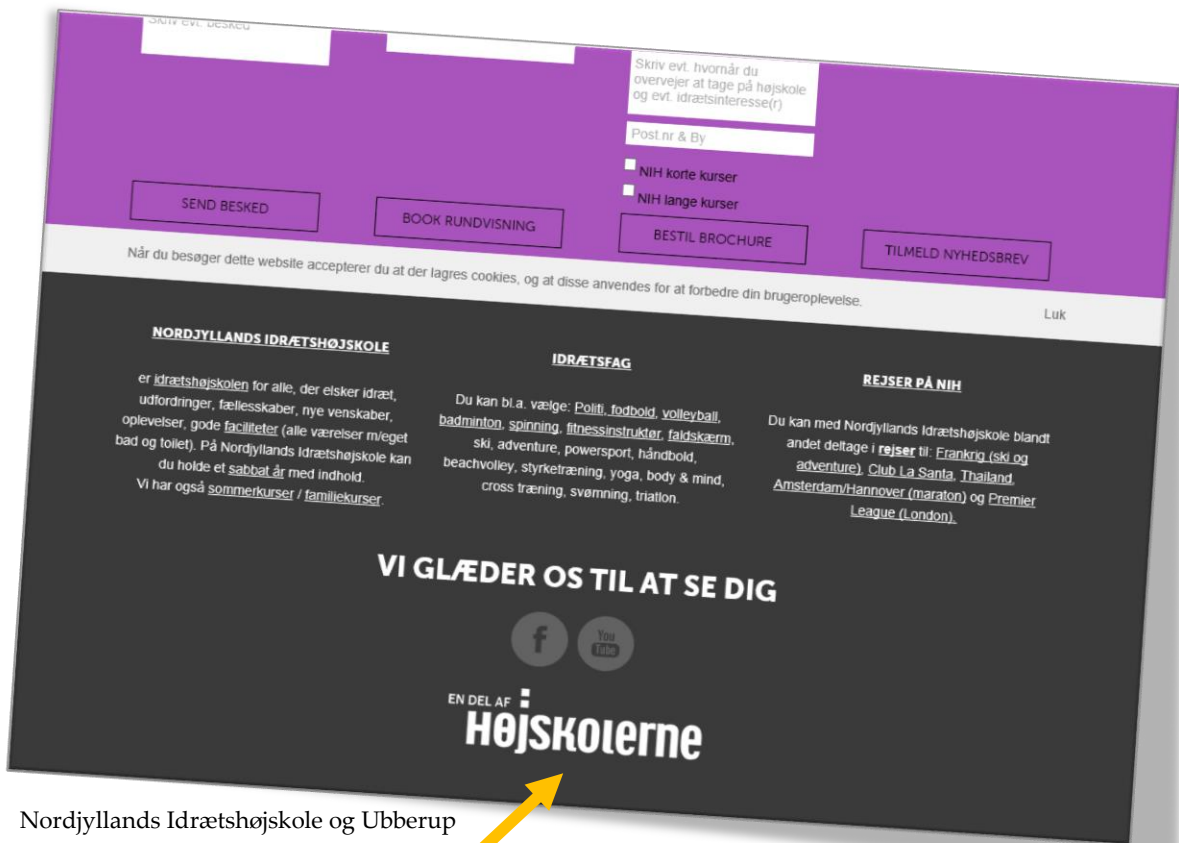 Skriv evt. besked
Skriv evt. hvornår du
overvejer at tage på højskole
og evt. idrætsinteresse(r)
Post.nr & By
NIH korte kurser
NIH lange kurser
SEND BESKED
BOOK RUNDVISNING
BESTIL BROCHURE
TILMELD NYHEDSBREV
Når du besøger dette website accepterer du at der lagres cookies, og at disse anvendes for at forbedre din brugeroplevelse.
Luk
NORDJYLLANDS IDRÆTSHØJSKOLE
er idrætshøjskolen for alle, der elsker idræt,
udfordringer, fællesskaber, nye venskaber,
oplevelser, gode faciliteter (alle værelser m/eget
bad og toilet). På Nordjyllands Idrætshøjskole kan
du holde et sabbat år med indhold.
Vi har også sommerkurser / familiekurser.
IDRÆTSFAG
Du kan bl.a. vælge: Politi, fodbold, volleyball,
badminton, spinning, fitnessinstruktør, faldskærm,
ski, adventure, powersport, håndbold,
beachvolley, styrketræning, yoga, body & mind,
cross træning, svømning, triatlon.
REJSER PÅ NIH
Du kan med Nordjyllands Idrætshøjskole blandt
andet deltage i rejser til: Frankrig (ski og
adventure), Club La Santa, Thailand,
Amsterdam/Hannover (maraton) og Premier
League (London).
VI GLÆDER OS TIL AT SE DIG
f
You
Tube
EN DEL AF
HØJSKOLERNE
Nordjyllands Idrætshøjskole og Ubberup